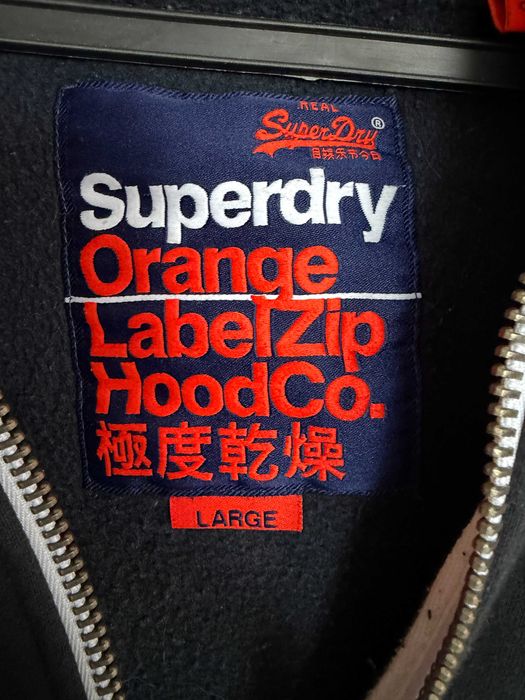 REAL
SuperDry®
Superdry
Orange
LabelZip
HoodCo.
極度乾燥
LARGE